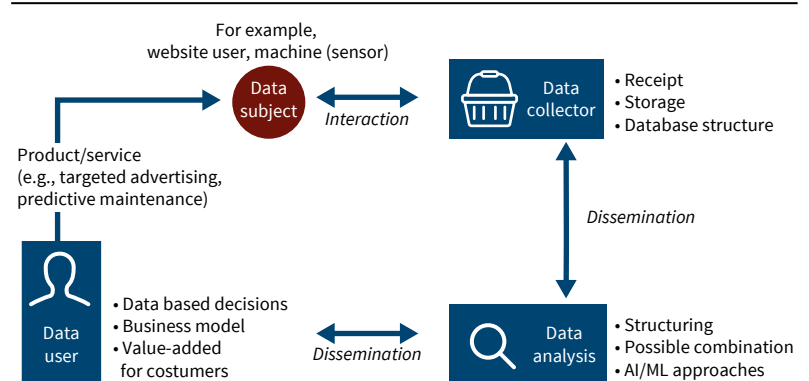 For example,
website user, machine (sensor)
Data
subject
Interaction
Data
collector
• Receipt
• Storage
• Database structure
Product/service
(e.g., targeted advertising,
predictive maintenance)
Dissemination
Data
user
• Data based decisions
• Business model
• Value-added
for costumers
Dissemination
Data
analysis
• Structuring
• Possible combination
• AI/ML approaches